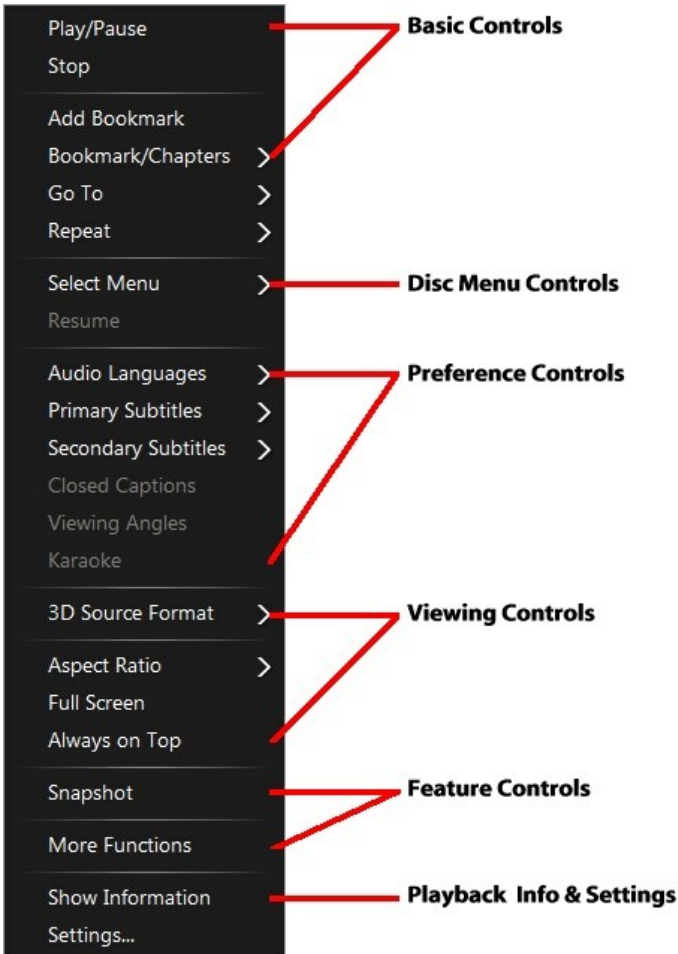 Play/Pause
Basic Controls
Stop
Add Bookmark
Bookmark/Chapters
Go To
Repeat
Select Menu
Disc Menu Controls
Resume
Audio Languages
Preference Controls
Primary Subtitles
Secondary Subtitles
Closed Captions
Viewing Angles
Karaoke
3D Source Format
Viewing Controls
Aspect Ratio
Full Screen
Always on Top
Snapshot
Feature Controls
More Functions
Show Information
Playback Info & Settings
Settings...